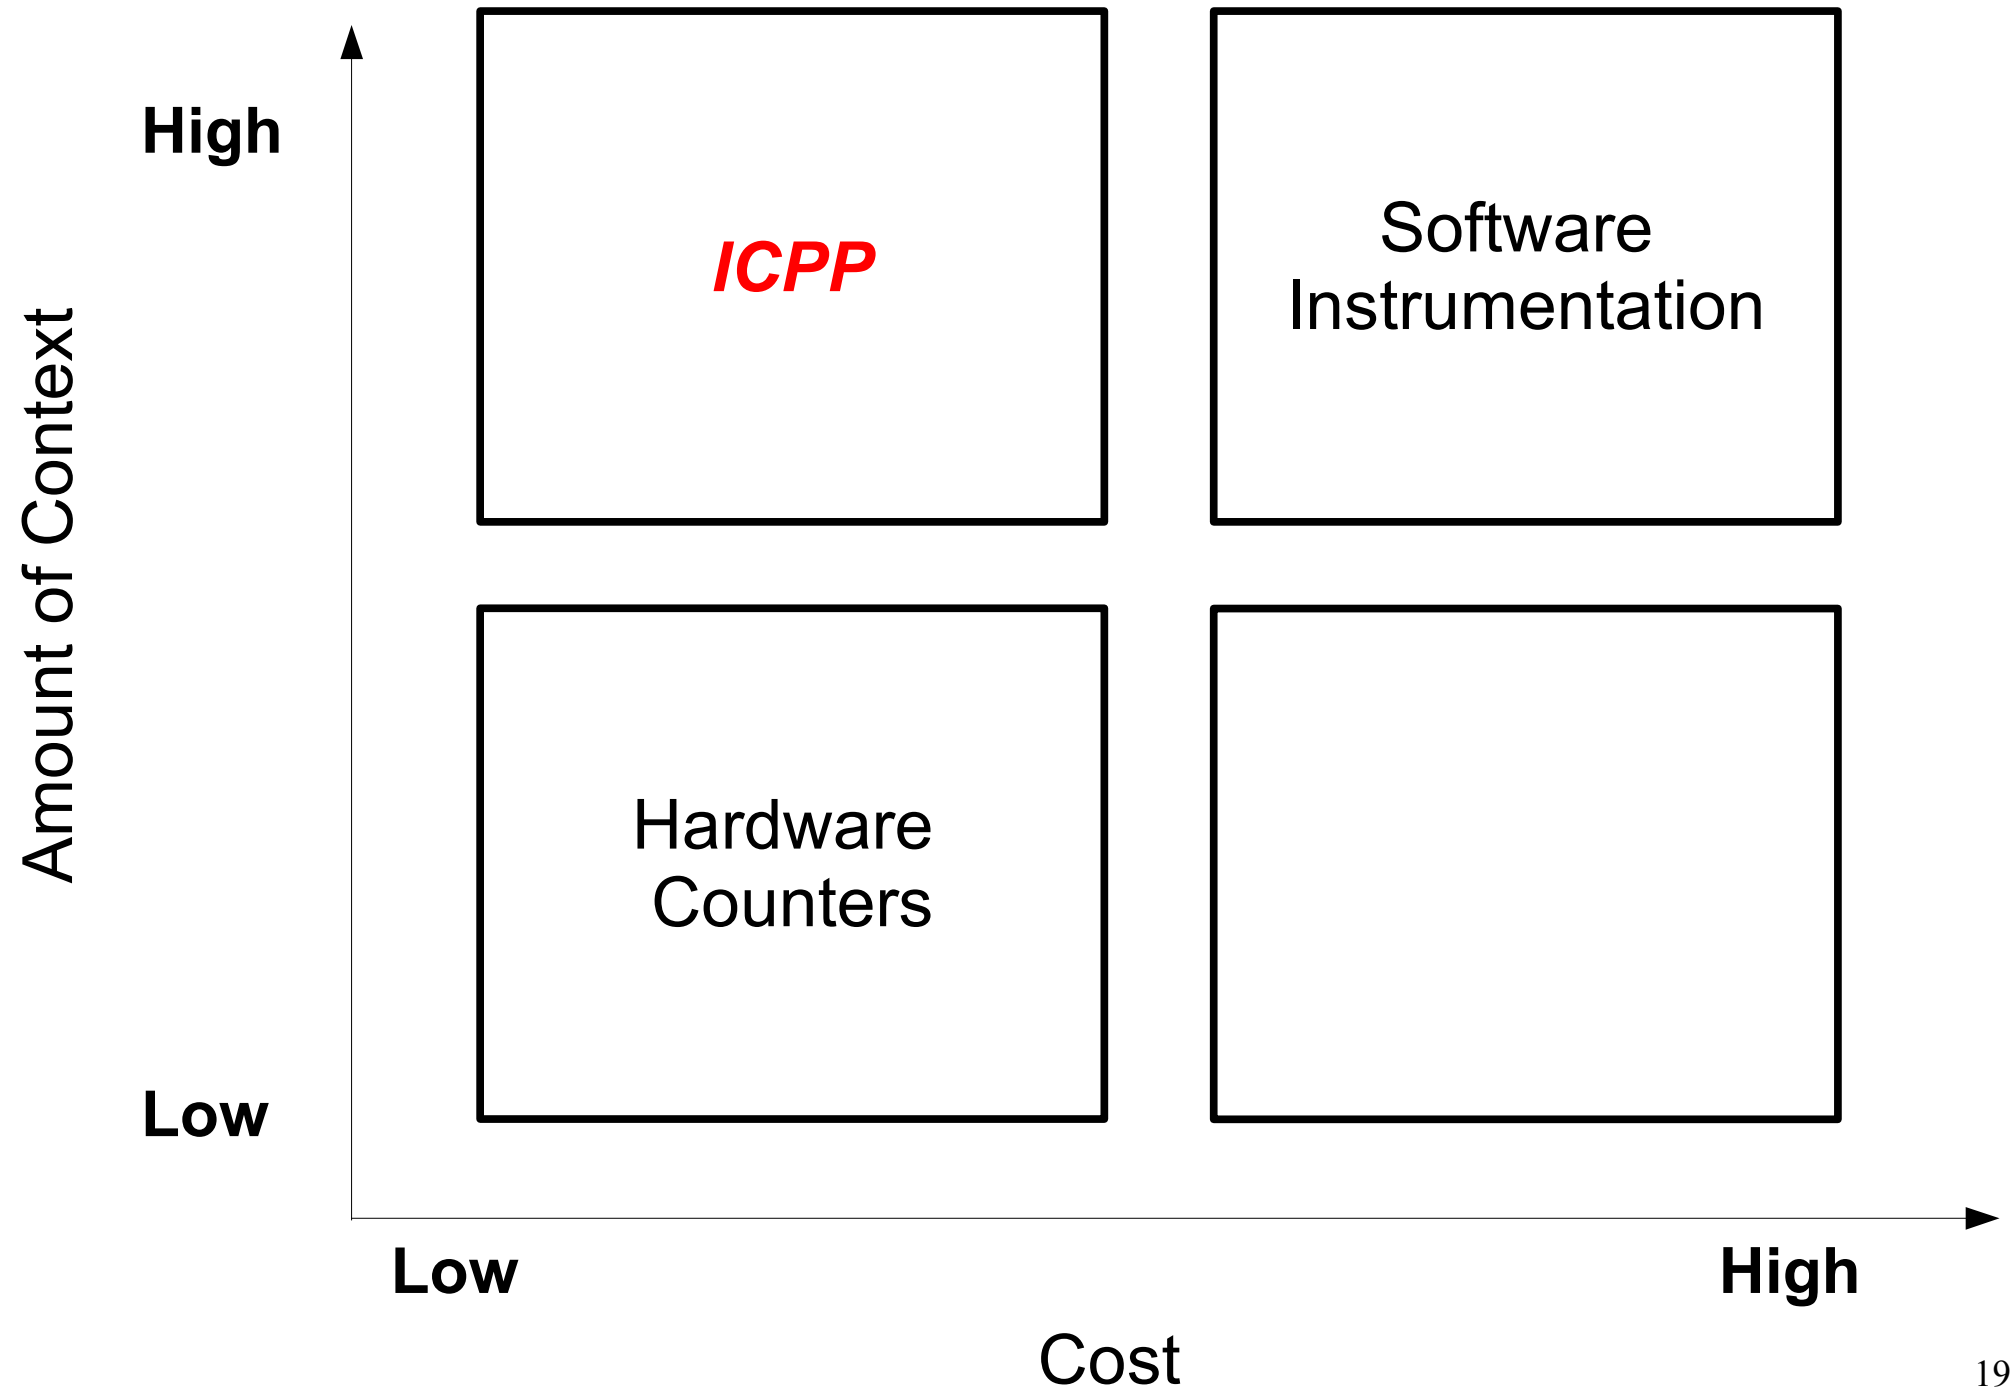 High
ICPP
Software
Instrumentation
Amount of Context
Hardware
Counters
Low
Low
High
Cost
19